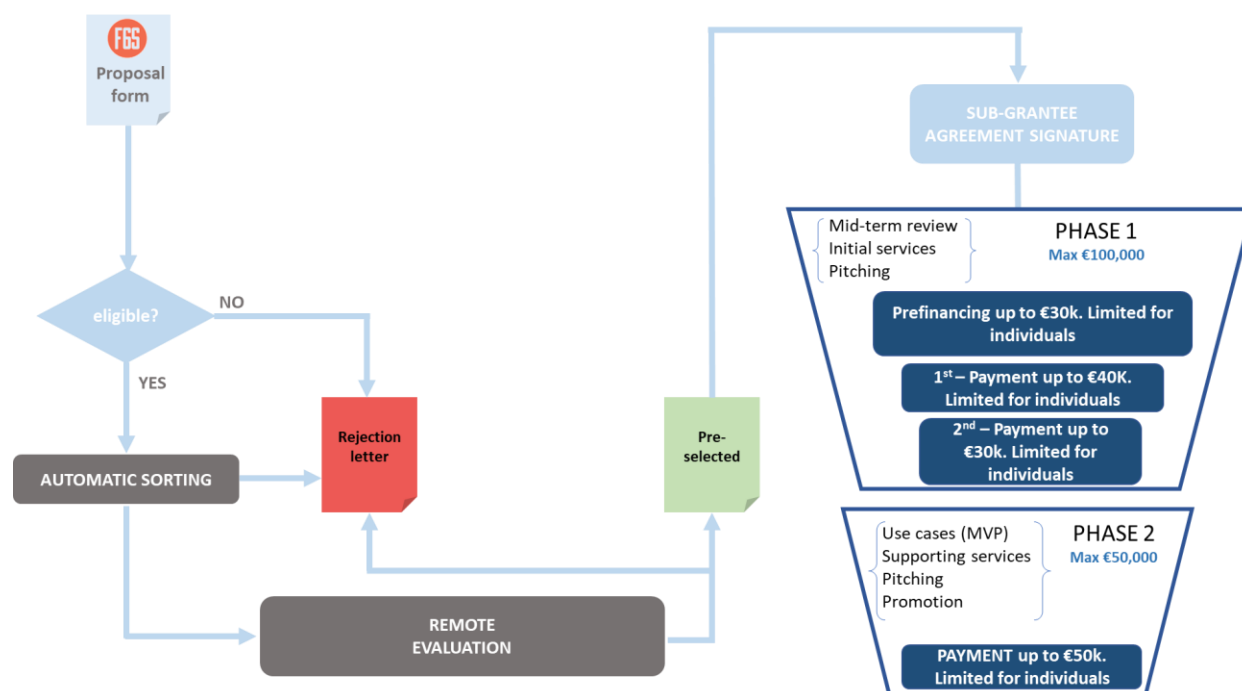 F6S
Proposal
form
eligible?
NO
YES
AUTOMATIC SORTING
Rejection
letter
REMOTE
EVALUATION
Pre-
selected
SUB-GRANTEE
AGREEMENT SIGNATURE
Mid-term review
Initial services
Pitching
PHASE 1
Max €100,000
Prefinancing up to €30k. Limited for
individuals
1st – Payment up to €40K.
Limited for individuals
2nd – Payment up to
€30k. Limited for
individuals
Use cases (MVP)
Supporting services
Pitching
Promotion
PHASE 2
Max €50,000
PAYMENT up to €50k.
Limited for individuals